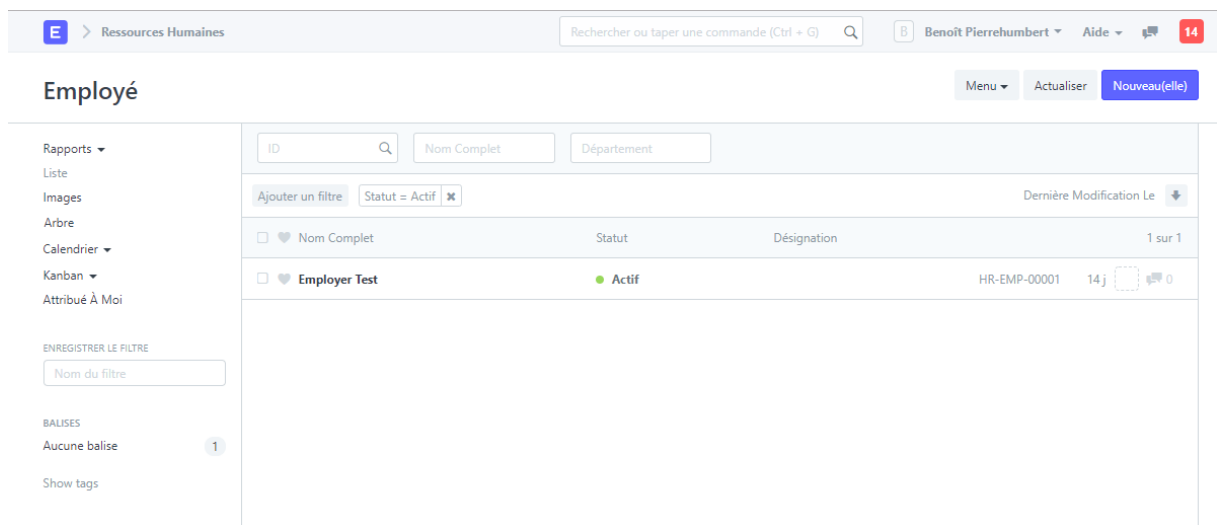 E > Ressources Humaines Rechercher ou taper une commande (Ctrl + G) B Benoît Pierrehumbert Aide 14
Employé Menu Actualiser Nouveau(elle)
Rapports
Liste
Images
Arbre
Calendrier
Kanban
Attribué À Moi
ENREGISTRER LE FILTRE
Nom du filtre
BALISES
Aucune balise 1
Show tags
ID Nom Complet Département
Ajouter un filtre Statut = Actif Dernière Modification Le
Nom Complet Statut Désignation 1 sur 1
Employer Test Actif HR-EMP-00001 14 j 0